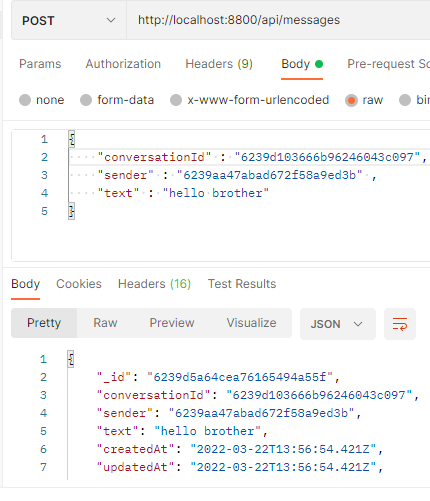 POST http://localhost:8800/api/messages
Params Authorization Headers (9) Body Pre-request Sc
none form-data x-www-form-urlencoded raw bin
1 {
2 "conversationId" : "6239d103666b96246043c097",
3 "sender" : "6239aa47abad672f58a9ed3b" ,
4 "text" : "hello brother"
5 }
Body Cookies Headers (16) Test Results
Pretty Raw Preview Visualize JSON
1 {
2 "_id": "6239d5a64cea76165494a55f",
3 "conversationId": "6239d103666b96246043c097",
4 "sender": "6239aa47abad672f58a9ed3b",
5 "text": "hello brother",
6 "createdAt": "2022-03-22T13:56:54.421Z",
7 "updatedAt": "2022-03-22T13:56:54.421Z",